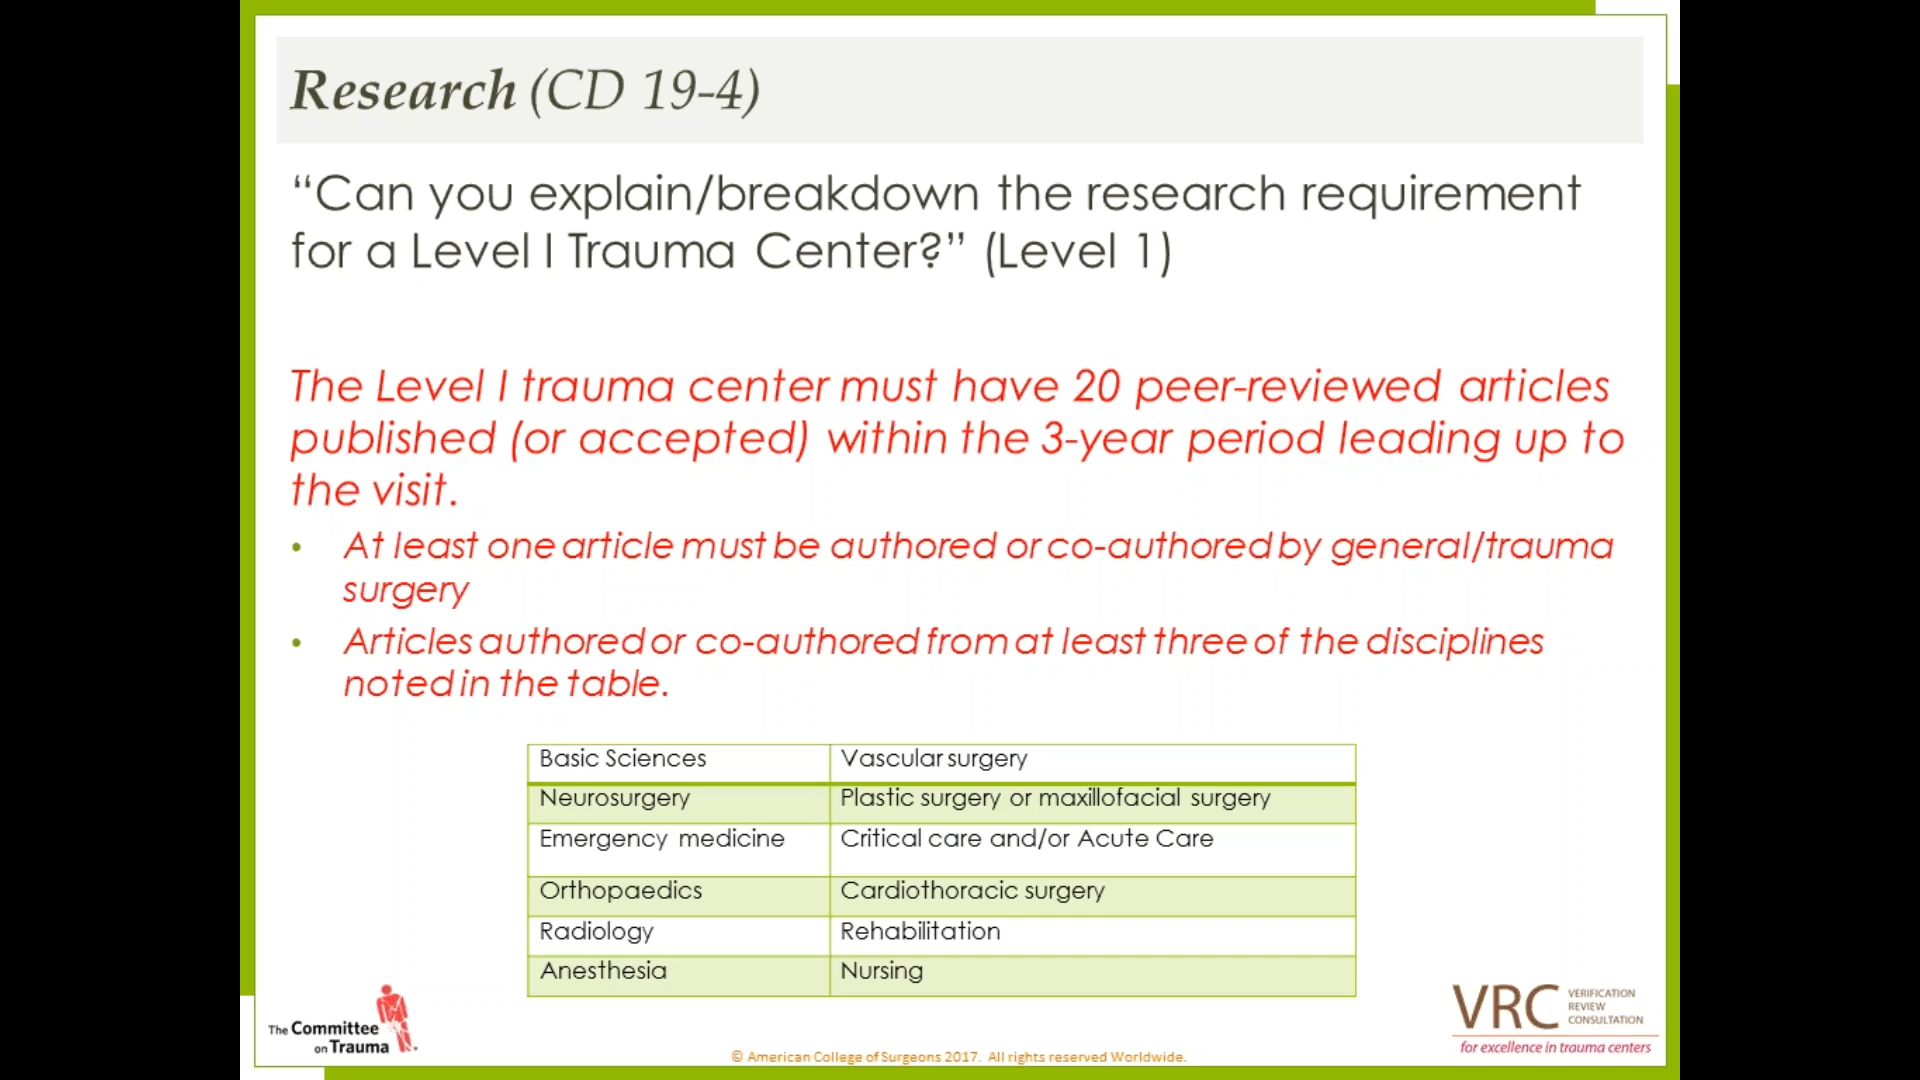 Research (CD 19-4)
“Can you explain/breakdown the research requirement
for a Level I Trauma Center?” (Level 1)
The Level I trauma center must have 20 peer-reviewed articles
published (or accepted) within the 3-year period leading up to
the visit.
• At least one article must be authored or co-authored by general/trauma
surgery
• Articles authored or co-authored from at least three of the disciplines
noted in the table.
Basic Sciences Vascular surgery
Neurosurgery Plastic surgery or maxillofacial surgery
Emergency medicine Critical care and/or Acute Care
Orthopaedics Cardiothoracic surgery
Radiology Rehabilitation
Anesthesia Nursing
The Committee
on Trauma
VRC
VERIFICATION
REVIEW
CONSULTATION
for excellence in trauma centers
© American College of Surgeons 2017. All rights reserved Worldwide.